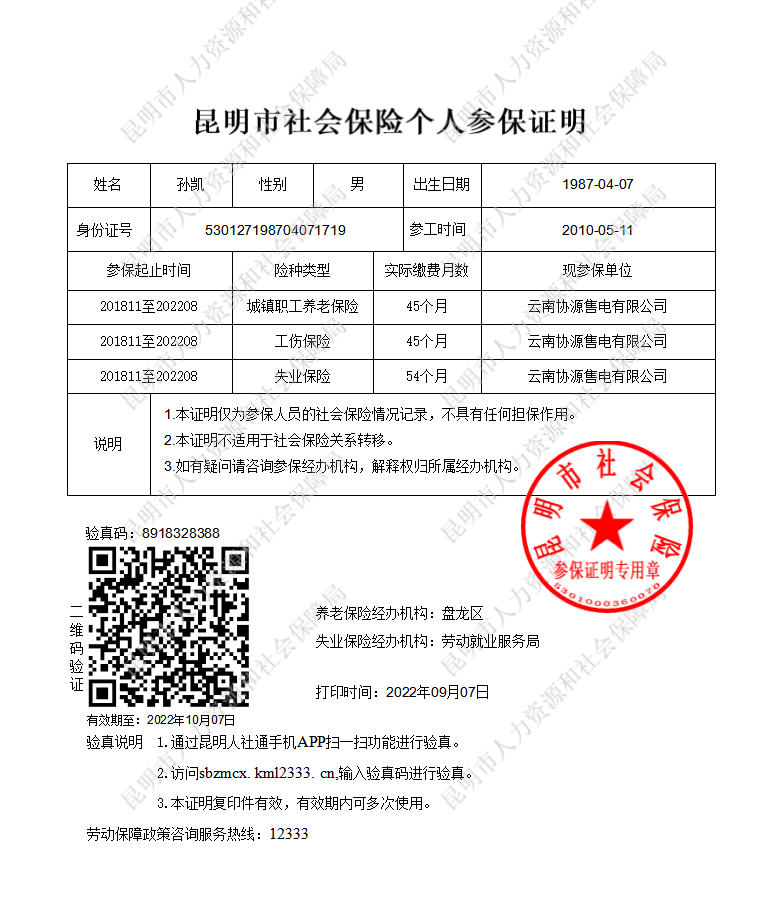 昆明市社会保险个人参保证明
姓名 孙凯 性别 男 出生日期 1987-04-07
身份证号 530127198704071719 参工时间 2010-05-11
参保起止时间 险种类型 实际缴费月数 现参保单位
201811至202208 城镇职工养老保险 45个月 云南协源售电有限公司
201811至202208 工伤保险 45个月 云南协源售电有限公司
201811至202208 失业保险 54个月 云南协源售电有限公司
说明
1.本证明仅为参保人员的社会保险情况记录，不具有任何担保作用。
2.本证明不适用于社会保险关系转移。
3.如有疑问请咨询参保经办机构，解释权归所属经办机构。
昆明市社会保险
参保证明专用章
5301000360070
验真码：8918328388
二维码验证
养老保险经办机构：盘龙区
失业保险经办机构：劳动就业服务局
打印时间：2022年09月07日
有效期至：2022年10月07日
验真说明 1.通过昆明人社通手机APP扫一扫功能进行验真。
2.访问sbzmcx. kml2333. cn,输入验真码进行验真。
3.本证明复印件有效，有效期内可多次使用。
劳动保障政策咨询服务热线：12333
昆明市人力资源和社会保障局